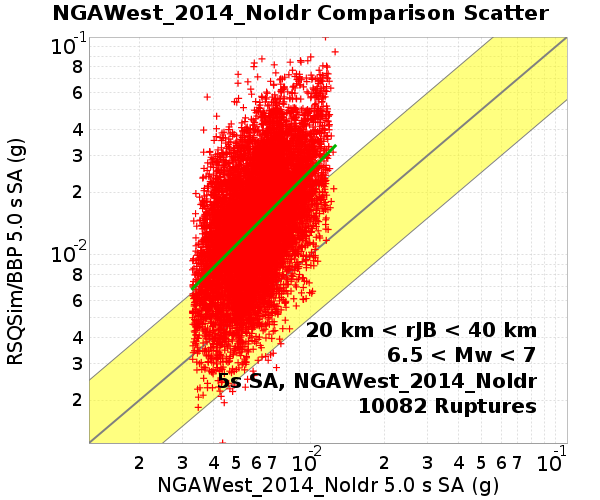 NGAWest_2014_NoIdr Comparison Scatter
RSQSim/BBP 5.0 s SA (g)
10-1
8
6
4
3
2
10-2
8
6
4
3
2
20 km < rJB < 40 km
6.5 < Mw < 7
5s SA, NGAWest_2014_NoIdr
10082 Ruptures
2 3 4 5 6 7 10-2 2 3 4 5 6 7 10-1
NGAWest_2014_NoIdr 5.0 s SA (g)